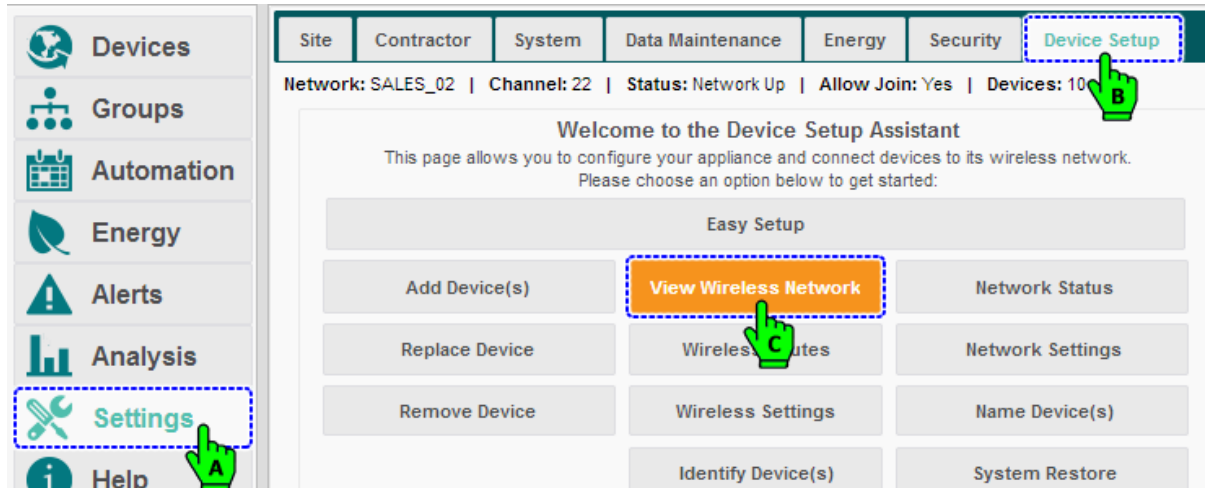 Devices
Groups
Automation
Energy
Alerts
Analysis
Settings
A
Help
Site Contractor System Data Maintenance Energy Security Device Setup
B
Network: SALES_02 | Channel: 22 | Status: Network Up | Allow Join: Yes | Devices: 10
Welcome to the Device Setup Assistant
This page allows you to configure your appliance and connect devices to its wireless network.
Please choose an option below to get started:
Easy Setup
Add Device(s) View Wireless Network Network Status
C
Replace Device Wireless Network Settings
Remove Device Wireless Settings Name Device(s)
Identify Device(s) System Restore